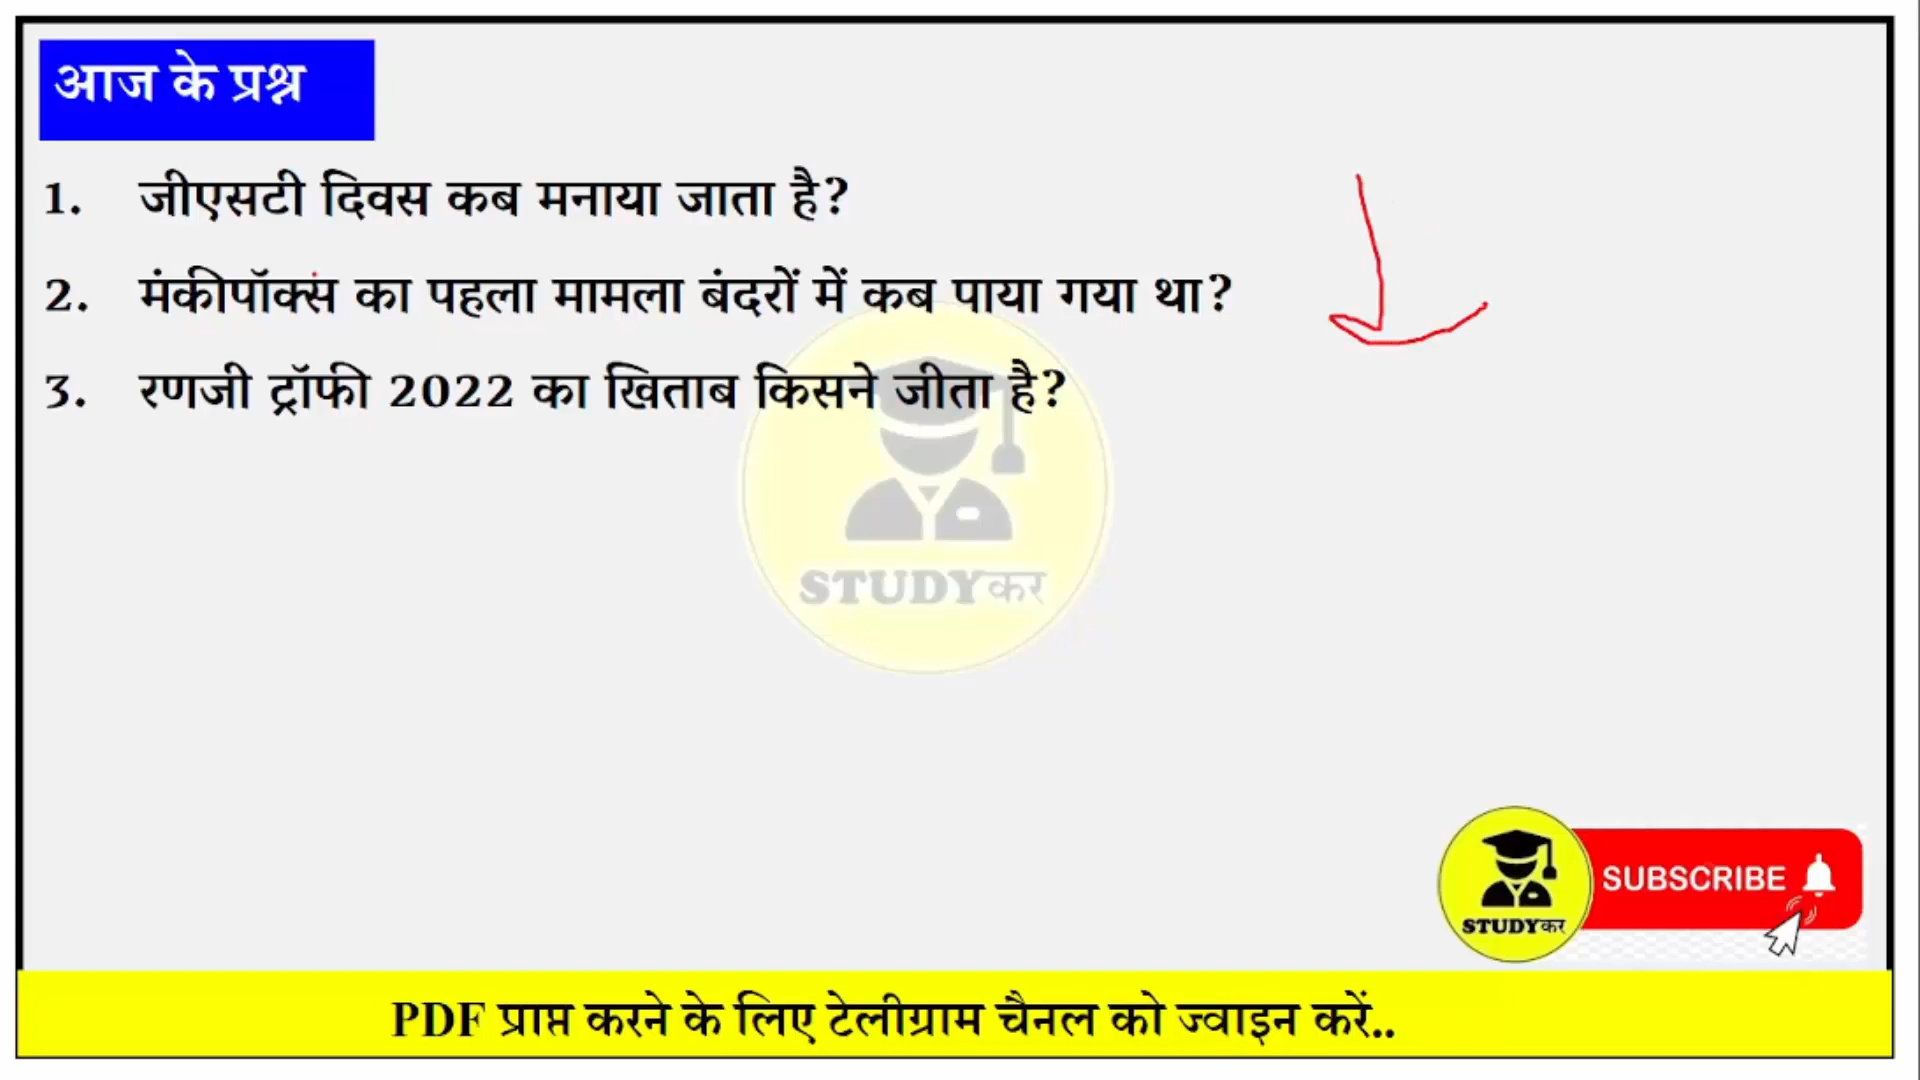 आज के प्रश्न
1. जीएसटी दिवस कब मनाया जाता है?
2. मंकीपॉक्स का पहला मामला बंदरों में कब पाया गया था?
3. रणजी ट्रॉफी 2022 का खिताब किसने जीता है?
STUDYकर
SUBSCRIBE
STUDYकर
PDF प्राप्त करने के लिए टेलीग्राम चैनल को ज्वाइन करें..